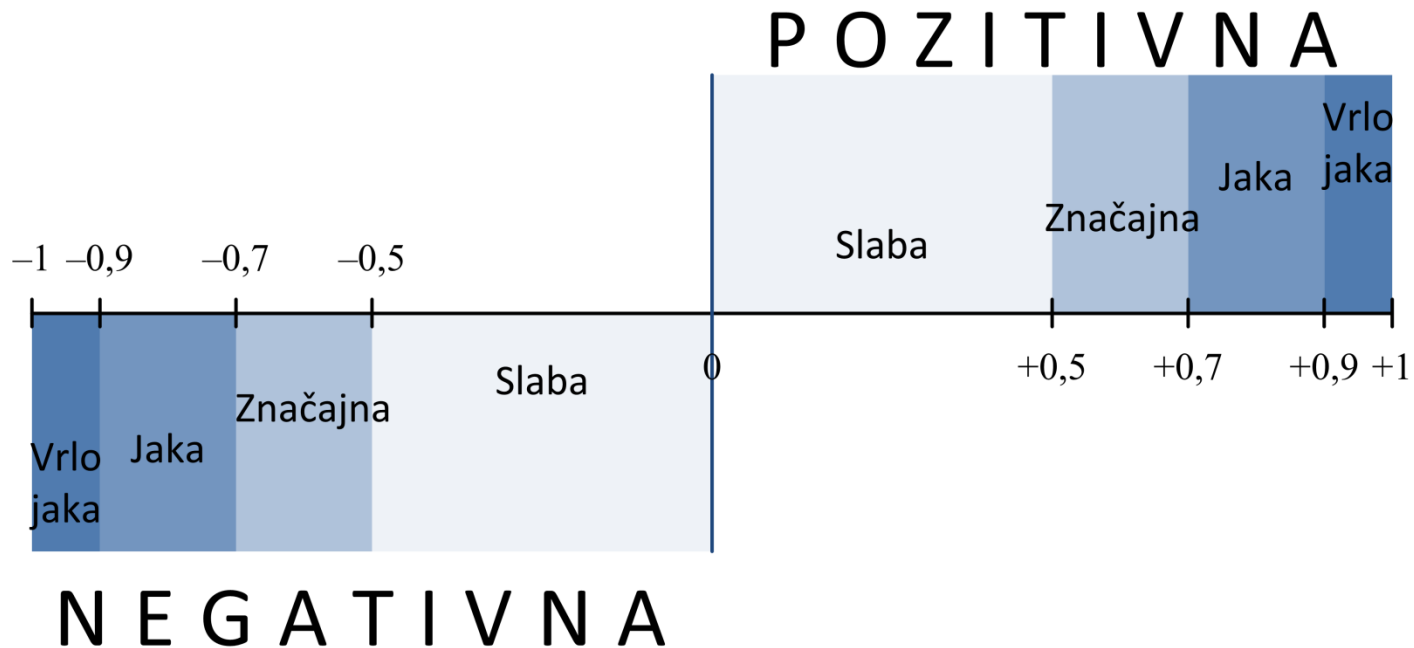 P O Z I T I V N A
Vrlo
jaka
Jaka
Značajna
Slaba
–1 –0,9 –0,7 –0,5
0 +0,5 +0,7 +0,9 +1
Slaba
Značajna
Jaka
Vrlo
jaka
N E G A T I V N A